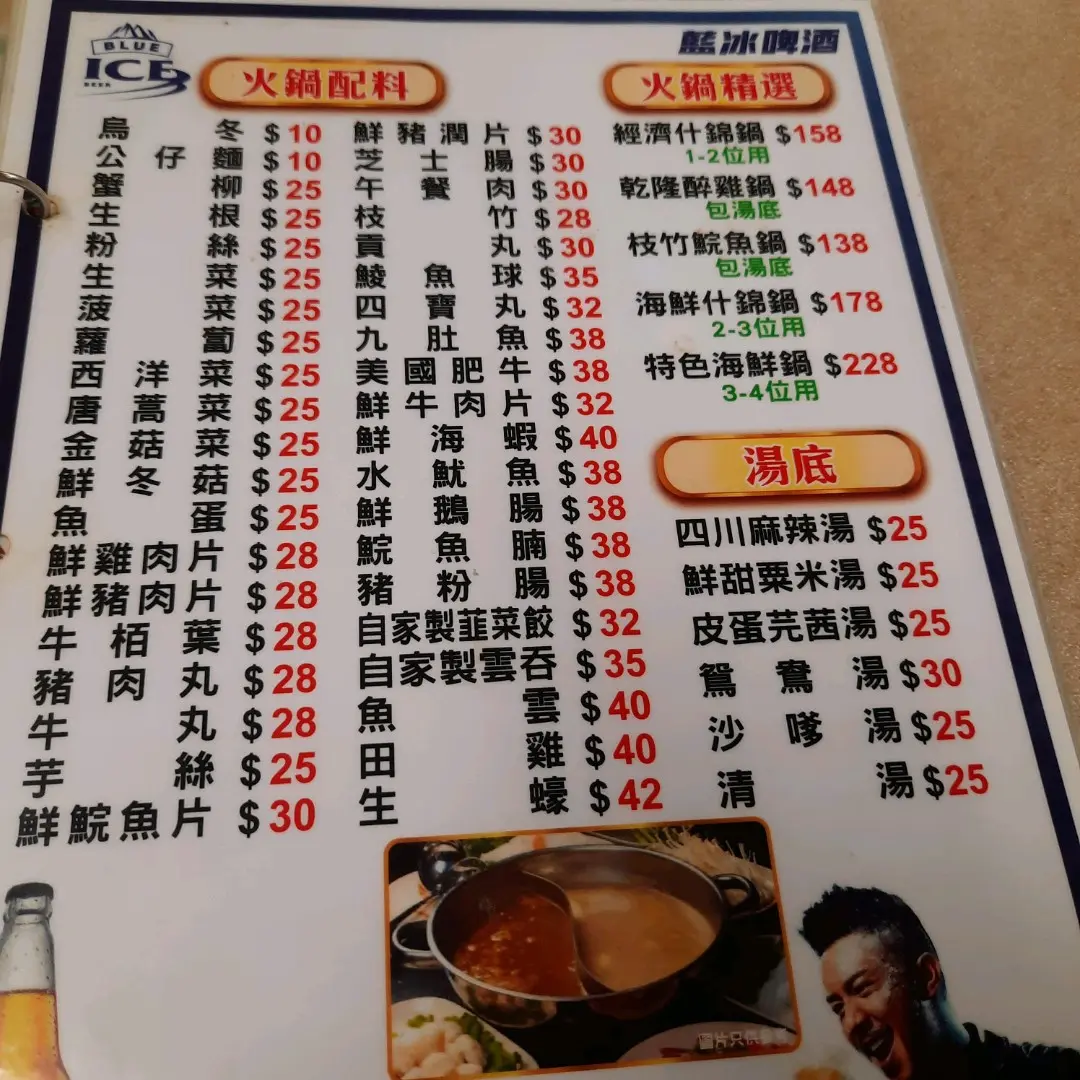 BLUE
ICE
BEER
藍冰啤酒
火鍋配料
烏冬 $10
公仔麵 $10
蟹柳 $25
生根 $25
粉絲 $25
生菜 $25
菠菜 $25
蘿蔔 $25
西洋菜 $25
唐蒿菜 $25
金菇菜 $25
鮮冬菇 $25
魚蛋 $25
鮮雞肉片 $28
鮮豬肉片 $28
牛栢葉 $28
豬肉丸 $28
牛丸 $28
芋絲 $25
鮮鯇魚片 $30
鮮豬潤片 $30
芝士腸 $30
午餐肉 $30
枝竹 $28
貢丸 $30
鯪魚球 $35
四寶丸 $32
九肚魚 $38
美國肥牛 $38
鮮牛肉片 $32
鮮海蝦 $40
水魷魚 $38
鮮鵝腸 $38
鯇魚腩 $38
豬粉腸 $38
自家製韮菜餃 $32
自家製雲吞 $35
魚雲 $40
田雞 $40
生蠔 $42
火鍋精選
經濟什錦鍋 $158
1-2位用
乾隆醉雞鍋 $148
包湯底
枝竹鯇魚鍋 $138
包湯底
海鮮什錦鍋 $178
2-3位用
特色海鮮鍋 $228
3-4位用
湯底
四川麻辣湯 $25
鮮甜粟米湯 $25
皮蛋芫茜湯 $25
鴛鴦湯 $30
沙嗲湯 $25
清湯 $25
圖片只供參考